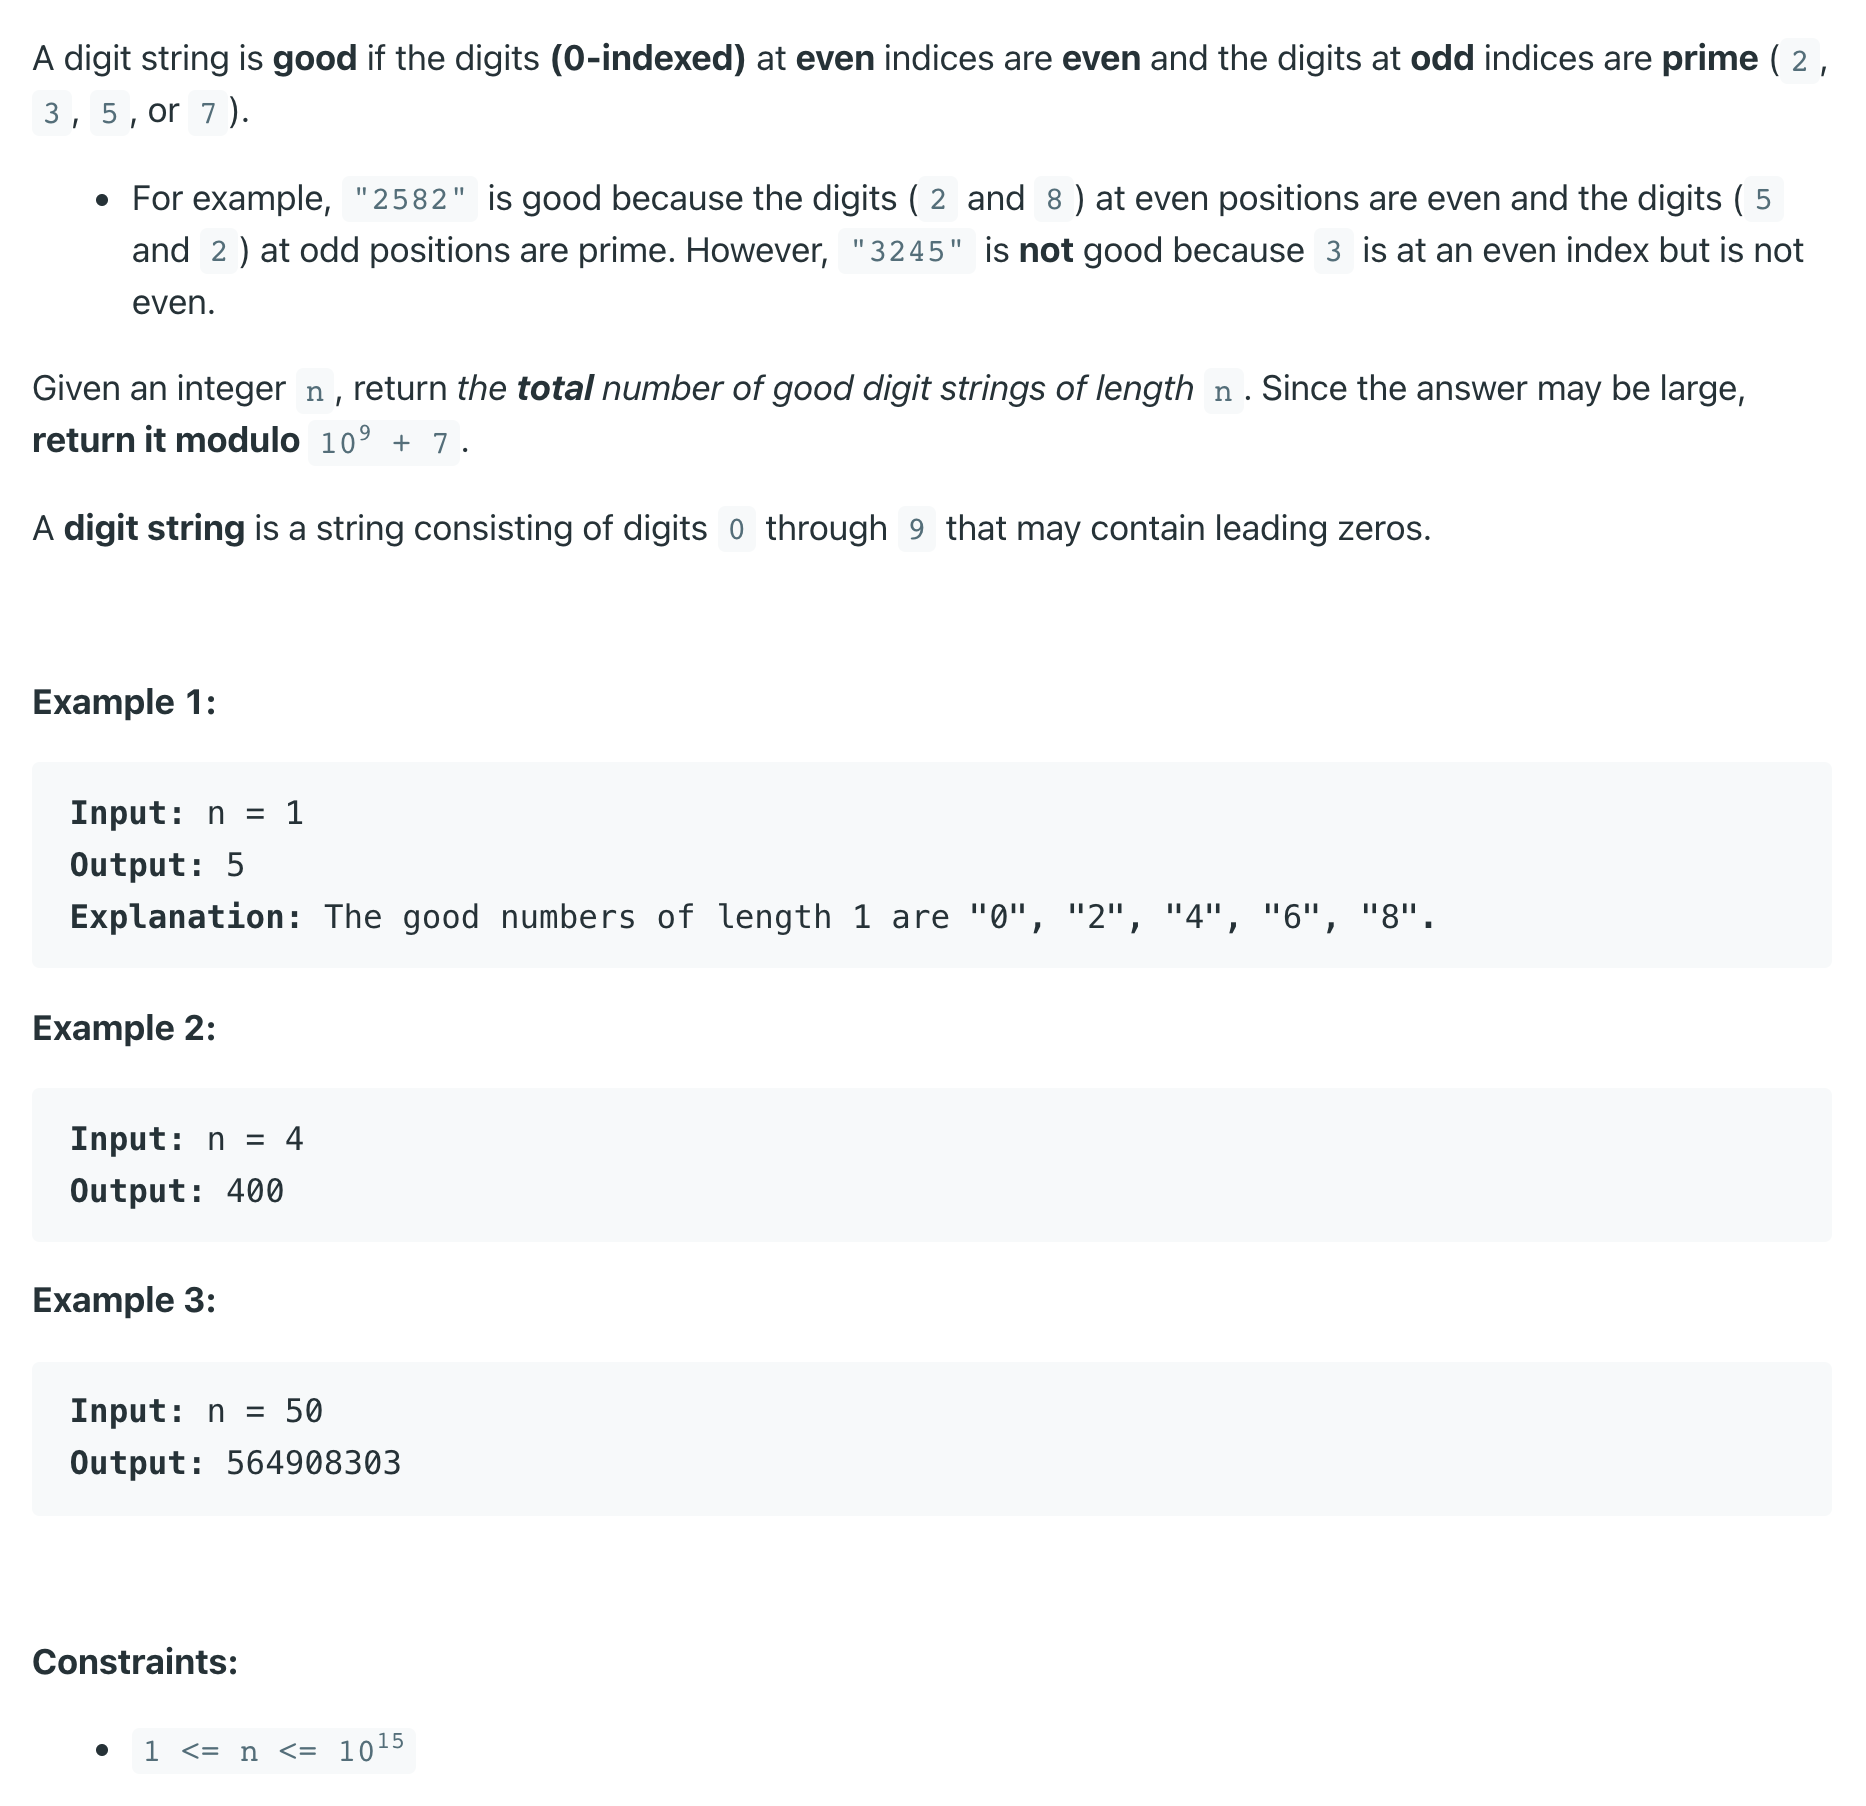 A digit string is good if the digits (0-indexed) at even indices are even and the digits at odd indices are prime ( 2 ,
3 , 5 , or 7 ).
• For example, "2582" is good because the digits ( 2 and 8 ) at even positions are even and the digits ( 5
and 2 ) at odd positions are prime. However, "3245" is not good because 3 is at an even index but is not
even.
Given an integer n , return the total number of good digit strings of length n . Since the answer may be large,
return it modulo 10⁹ + 7 .
A digit string is a string consisting of digits 0 through 9 that may contain leading zeros.
Example 1:
Input: n = 1
Output: 5
Explanation: The good numbers of length 1 are "0", "2", "4", "6", "8".
Example 2:
Input: n = 4
Output: 400
Example 3:
Input: n = 50
Output: 564908303
Constraints:
• 1 <= n <= 10¹⁵